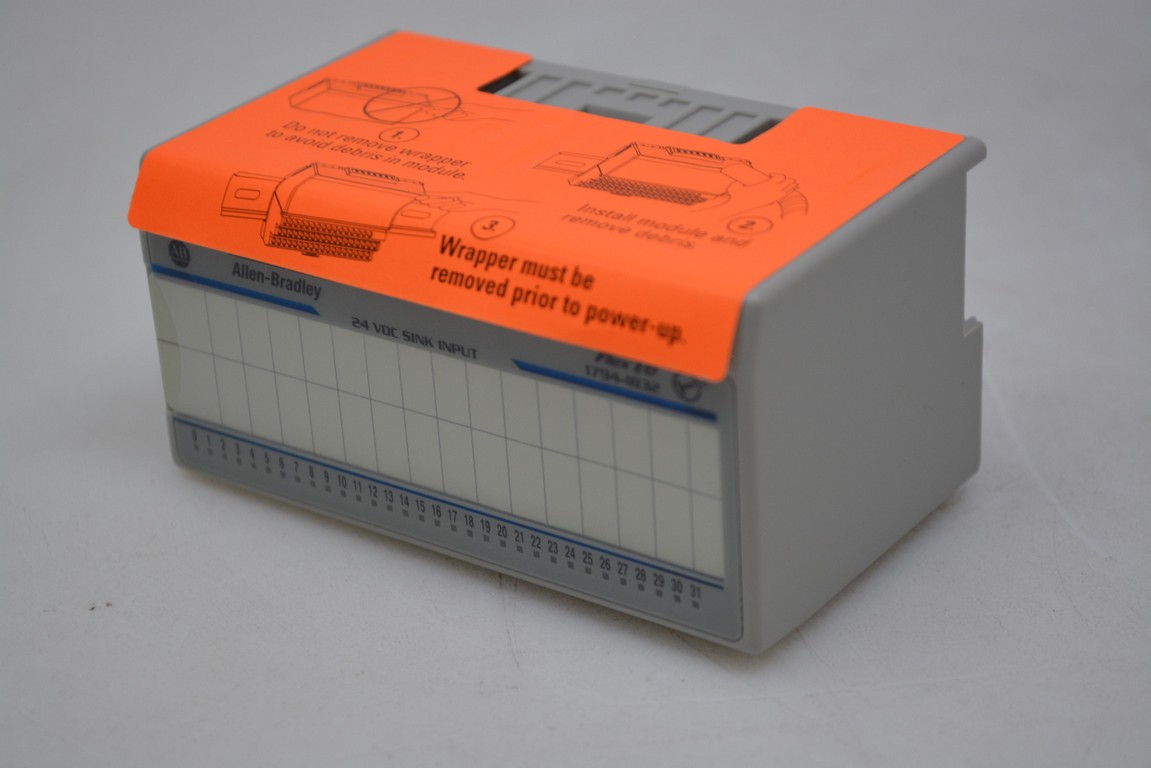 1.
Do not remove wrapper
to avoid debris in module.
2.
Install module and
remove debris.
3.
Wrapper must be
removed prior to power-up.
AB
Allen-Bradley
24 VDC SINK INPUT
Flex I/O
1794-IB32
0 1 2 3 4 5 6 7 8 9 10 11 12 13 14 15 16 17 18 19 20 21 22 23 24 25 26 27 28 29 30 31